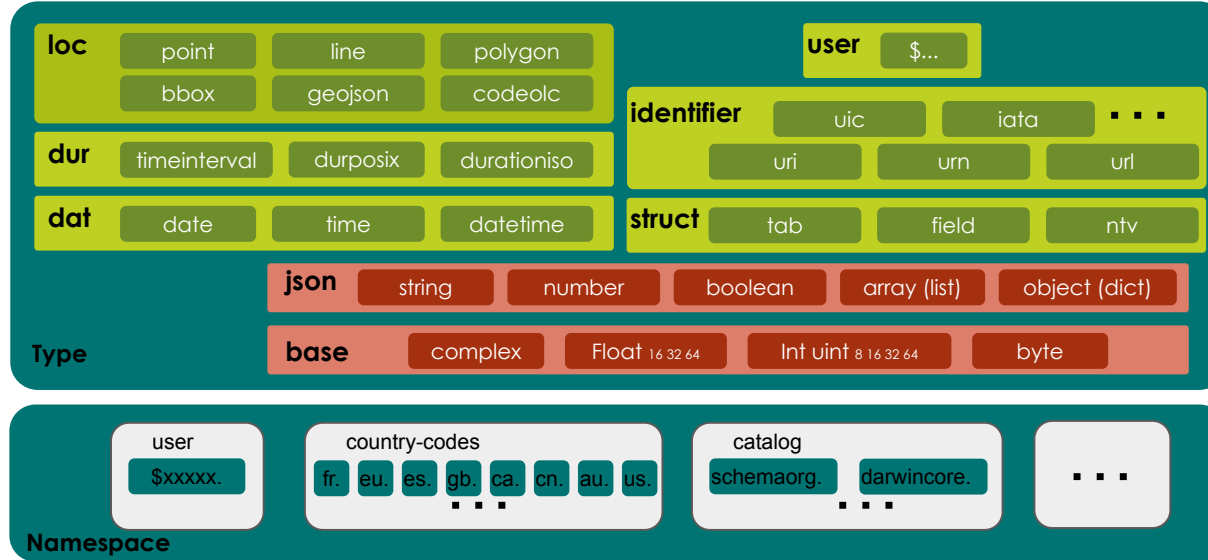 loc point line polygon
bbox geojson codeolc
dur timeinterval durposix durationiso
dat date time datetime
user $...
identifier uic iata ...
uri urn url
struct tab field ntv
json string number boolean array (list) object (dict)
Type
base complex Float 16 32 64 Int uint 8 16 32 64 byte
user
$xxxxx.
country-codes
fr. eu. es. gb. ca. cn. au. us.
...
catalog
schemaorg. darwincore.
...
...
Namespace